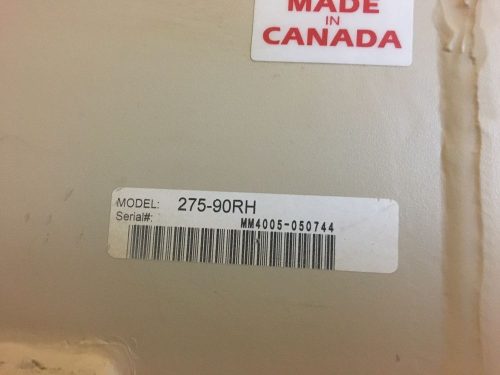 MADE
IN
CANADA
MODEL: 275-90RH
Serial#: MM4005-050744